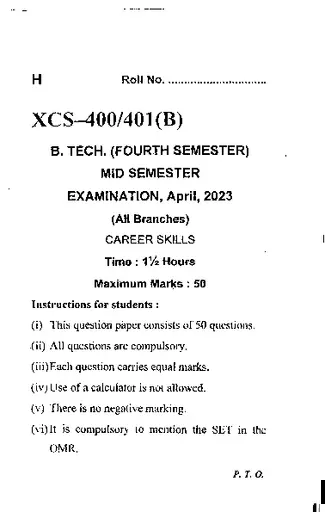 H Roll No. ..............................
XCS–400/401(B)
B. TECH. (FOURTH SEMESTER)
MID SEMESTER
EXAMINATION, April, 2023
(All Branches)
CAREER SKILLS
Time : 1½ Hours
Maximum Marks : 50
Instructions for students :
(i) This question paper consists of 50 questions.
(ii) All questions are compulsory.
(iii) Each question carries equal marks.
(iv) Use of a calculator is not allowed.
(v) There is no negative marking.
(vi) It is compulsory to mention the SET in the
OMR.
P. T. O.